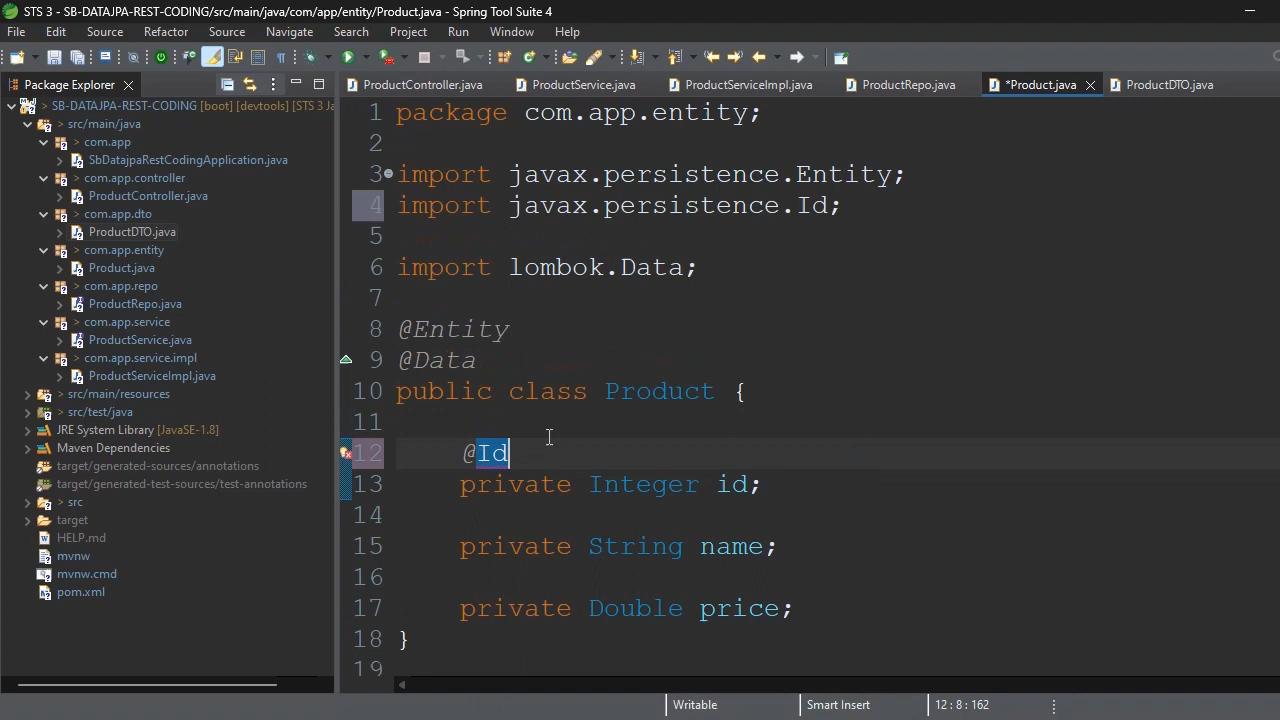 STS 3 - SB-DATAJPA-REST-CODING/src/main/java/com/app/entity/Product.java - Spring Tool Suite 4
File Edit Source Refactor Source Navigate Search Project Run Window Help
Package Explorer
ProductController.java ProductService.java ProductServiceImpl.java ProductRepo.java *Product.java ProductDTO.java
> SB-DATAJPA-REST-CODING [boot] [devtools] [STS 3 Ja
> src/main/java
> com.app
SbDatajpaRestCodingApplication.java
> com.app.controller
ProductController.java
> com.app.dto
ProductDTO.java
> com.app.entity
Product.java
> com.app.repo
ProductRepo.java
> com.app.service
ProductService.java
> com.app.service.impl
ProductServiceImpl.java
> src/main/resources
> src/test/java
JRE System Library [JavaSE-1.8]
Maven Dependencies
target/generated-sources/annotations
target/generated-test-sources/test-annotations
> src
target
HELP.md
mvnw
mvnw.cmd
pom.xml
1 package com.app.entity;
2
3 import javax.persistence.Entity;
4 import javax.persistence.Id;
5
6 import lombok.Data;
7
8 @Entity
9 @Data
10 public class Product {
11
12 @Id
13 private Integer id;
14
15 private String name;
16
17 private Double price;
18 }
19
Writable Smart Insert 12 : 8 : 162